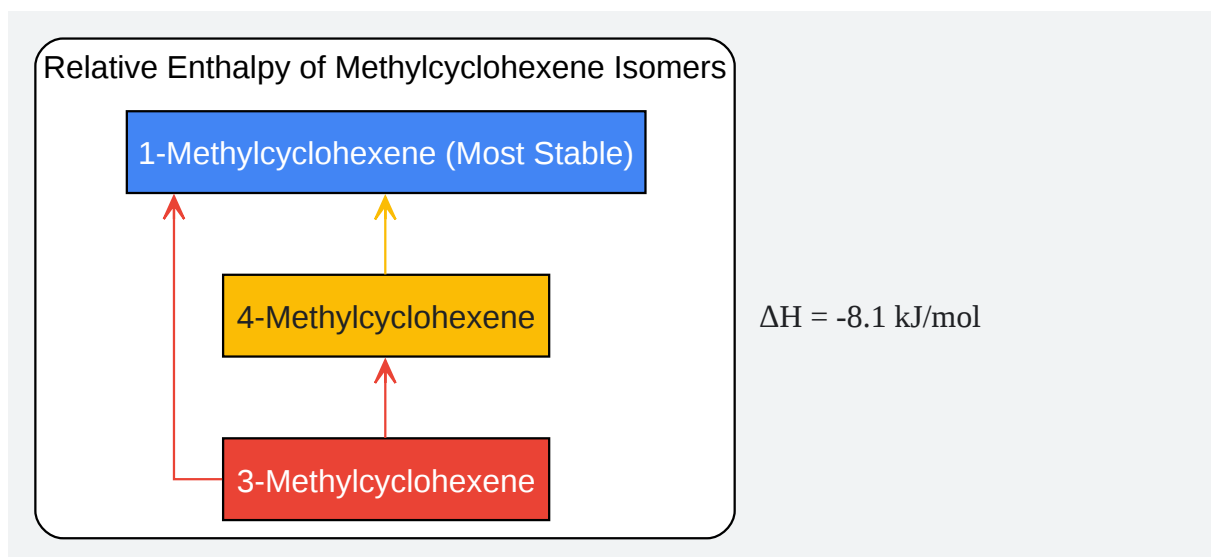 Relative Enthalpy of Methylcyclohexene Isomers
1-Methylcyclohexene (Most Stable)
4-Methylcyclohexene
ΔH = -8.1 kJ/mol
3-Methylcyclohexene